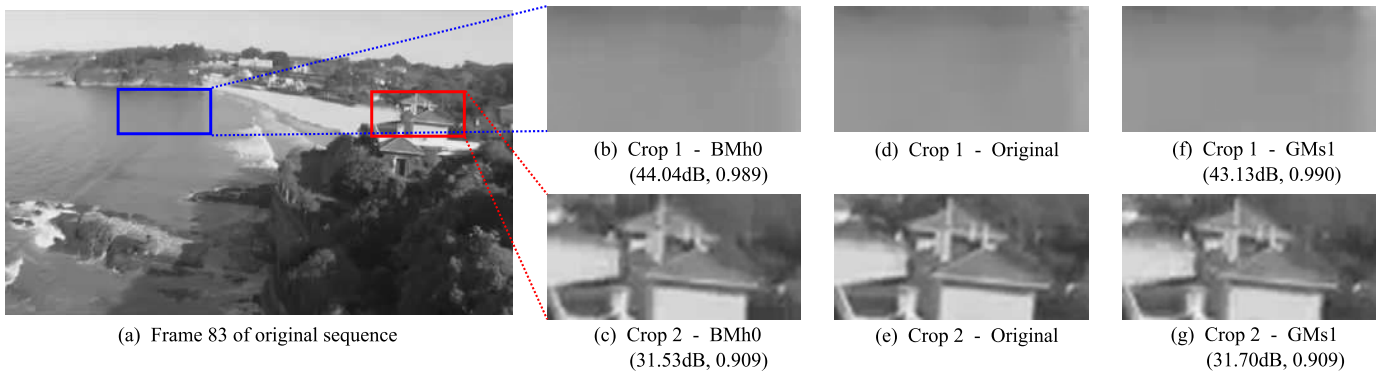 (b) Crop 1 - BMh0
(44.04dB, 0.989)
(d) Crop 1 - Original
(f) Crop 1 - GMs1
(43.13dB, 0.990)
(a) Frame 83 of original sequence
(c) Crop 2 - BMh0
(31.53dB, 0.909)
(e) Crop 2 - Original
(g) Crop 2 - GMs1
(31.70dB, 0.909)